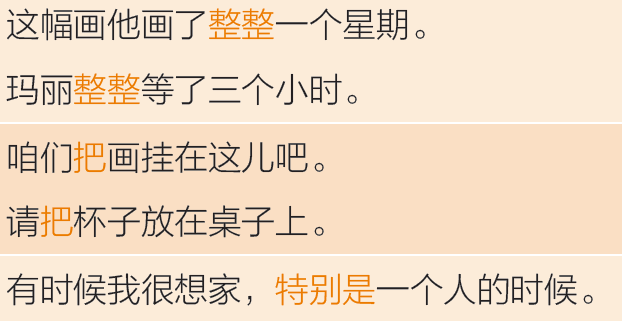 这幅画他画了整整一个星期。
玛丽整整等了三个小时。
咱们把画挂在这儿吧。
请把杯子放在桌子上。
有时候我很想家，特别是一个人的时候。